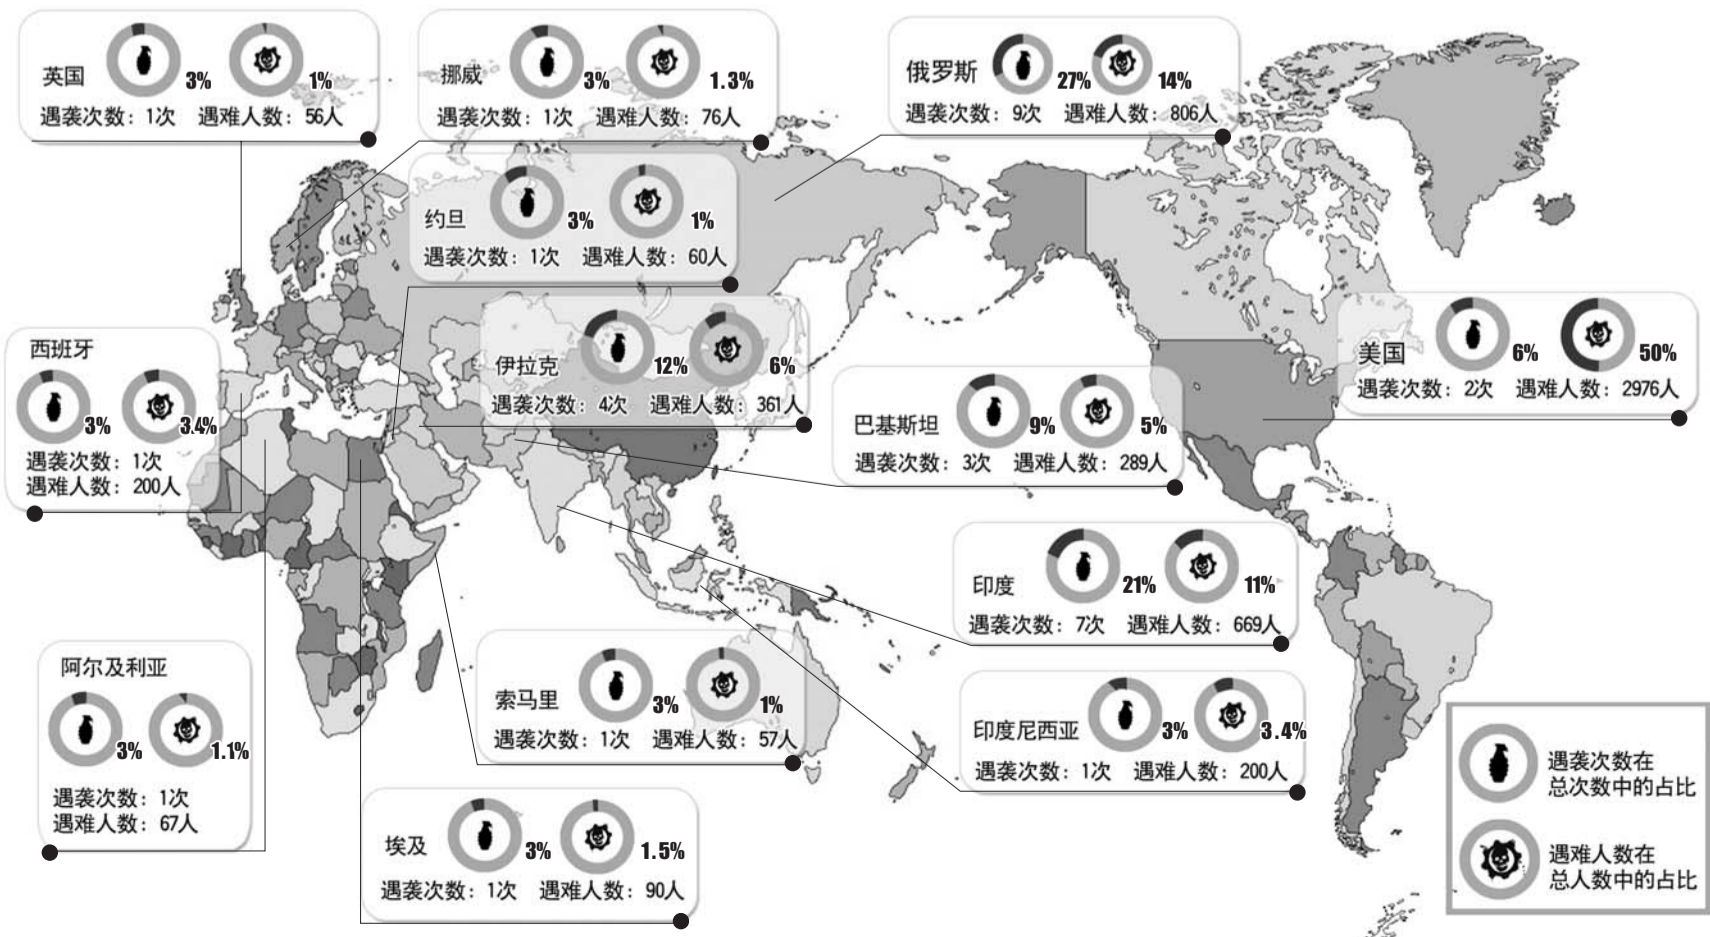 英国
3%
1%
遇袭次数：1次 遇难人数：56人
挪威
3%
1.3%
遇袭次数：1次 遇难人数：76人
俄罗斯
27%
14%
遇袭次数：9次 遇难人数：806人
约旦
3%
1%
遇袭次数：1次 遇难人数：60人
伊拉克
12%
6%
遇袭次数：4次 遇难人数：361人
西班牙
3%
3.4%
遇袭次数：1次
遇难人数：200人
美国
6%
50%
遇袭次数：2次 遇难人数：2976人
巴基斯坦
9%
5%
遇袭次数：3次 遇难人数：289人
印度
21%
11%
遇袭次数：7次 遇难人数：669人
阿尔及利亚
3%
1.1%
遇袭次数：1次
遇难人数：67人
索马里
3%
1%
遇袭次数：1次 遇难人数：57人
印度尼西亚
3%
3.4%
遇袭次数：1次 遇难人数：200人
埃及
3%
1.5%
遇袭次数：1次 遇难人数：90人
遇袭次数在
总次数中的占比
遇难人数在
总人数中的占比